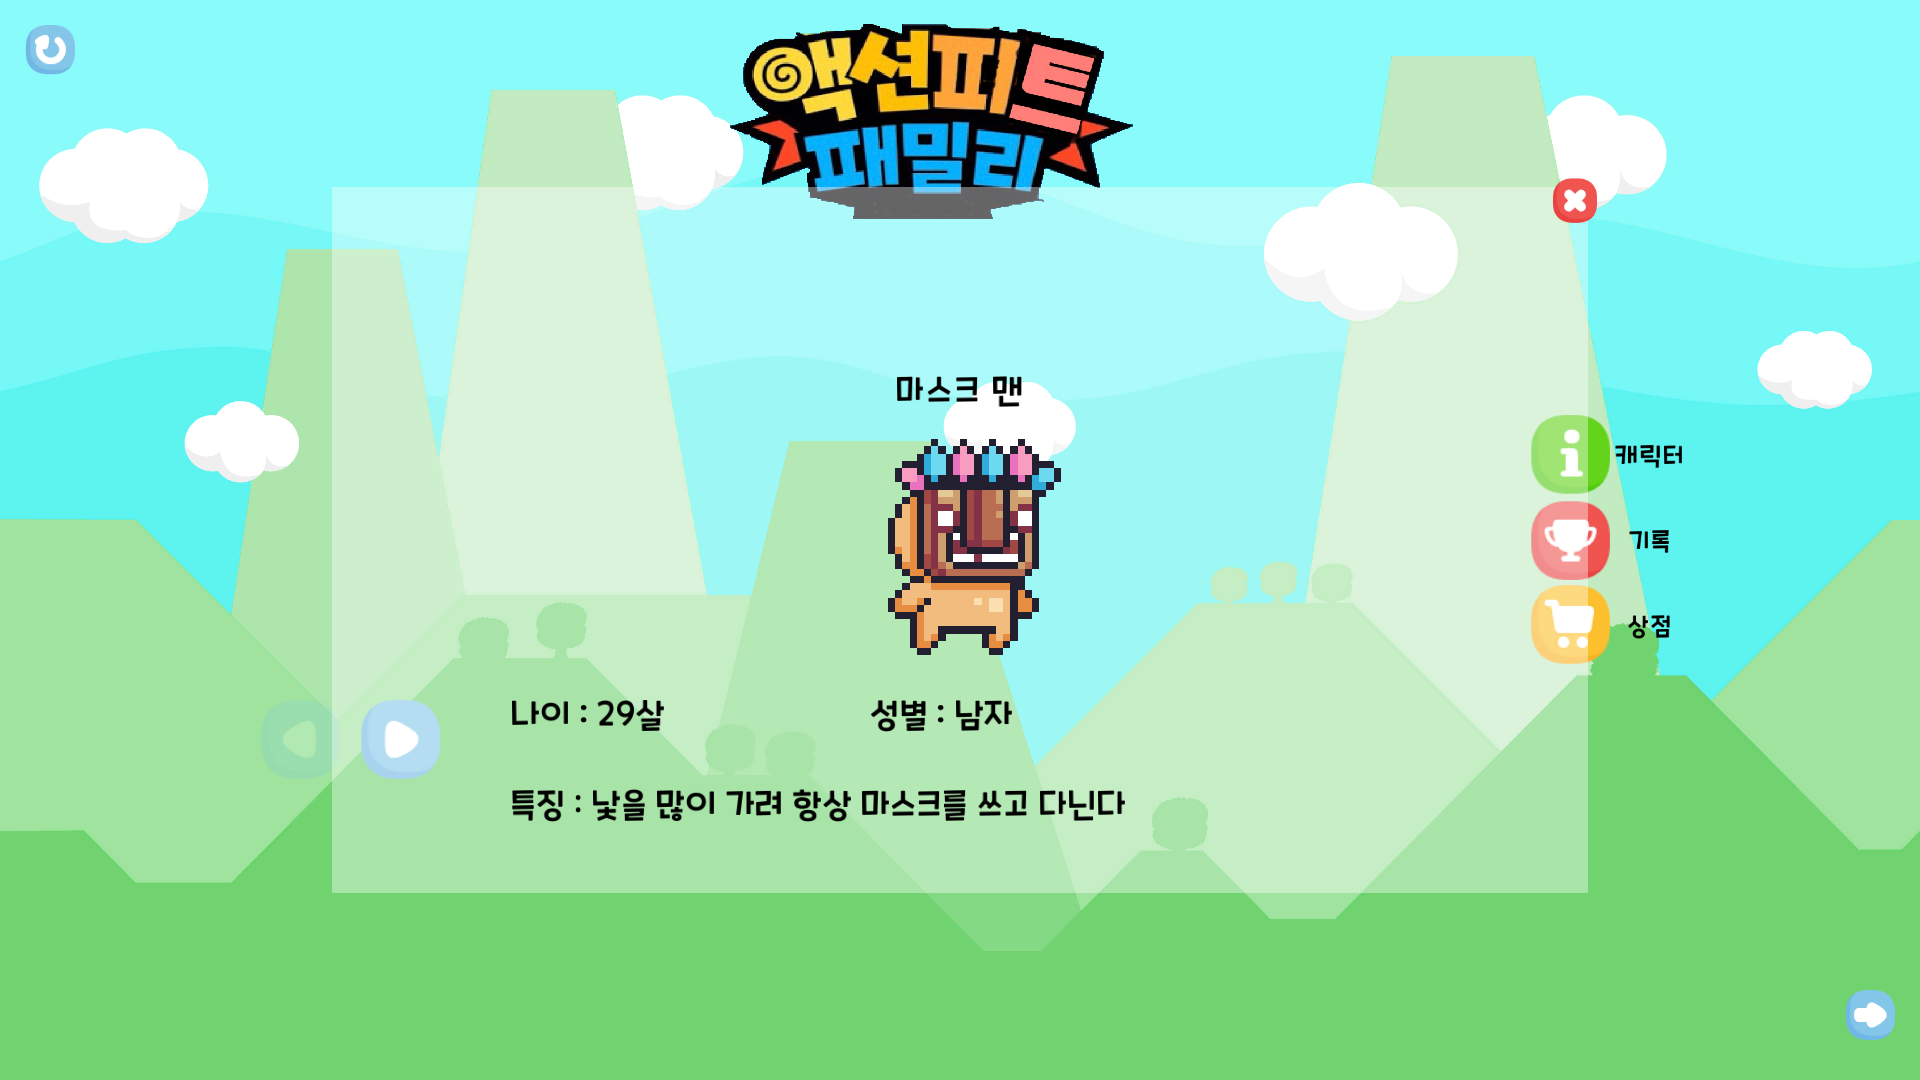 액션피트
패밀리
마스크 맨
캐릭터
기록
상점
나이 : 29살
성별 : 남자
특징 : 낯을 많이 가려 항상 마스크를 쓰고 다닌다